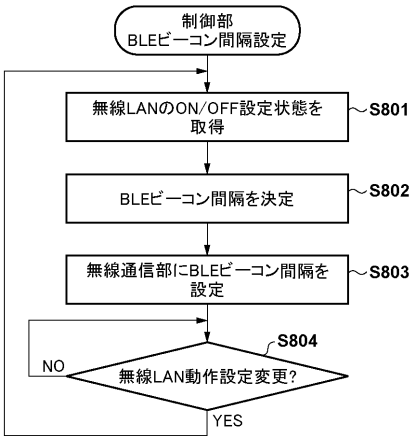 制御部
BLEビーコン間隔設定
無線LANのON/OFF設定状態を
取得
S801
BLEビーコン間隔を決定
S802
無線通信部にBLEビーコン間隔を
設定
S803
S804
無線LAN動作設定変更?
NO
YES